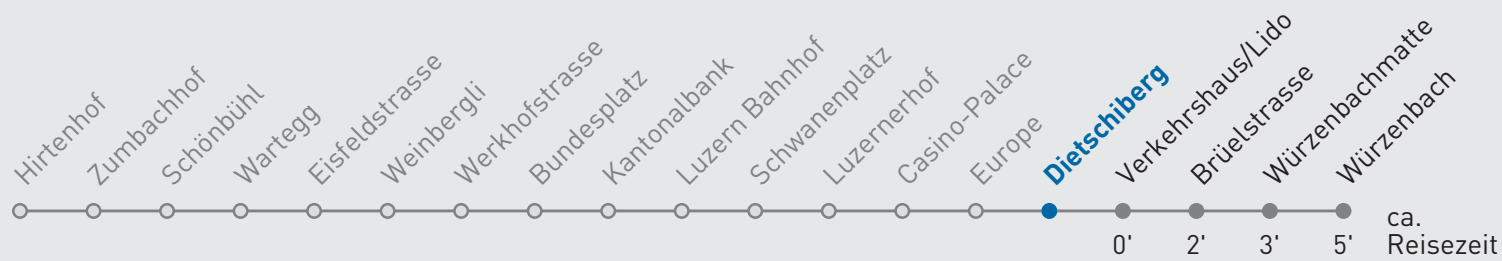 Hirtenhof
Zumbachhof
Schönbühl
Wartegg
Eisfeldstrasse
Weinbergli
Werkhofstrasse
Bundesplatz
Kantonalbank
Luzern Bahnhof
Schwanenplatz
Luzernerhof
Casino-Palace
Europe
Dietschiberg
Verkehrshaus/Lido
Brüelstrasse
Würzenbachmatte
Würzenbach
0' 2' 3' 5'
ca.
Reisezeit